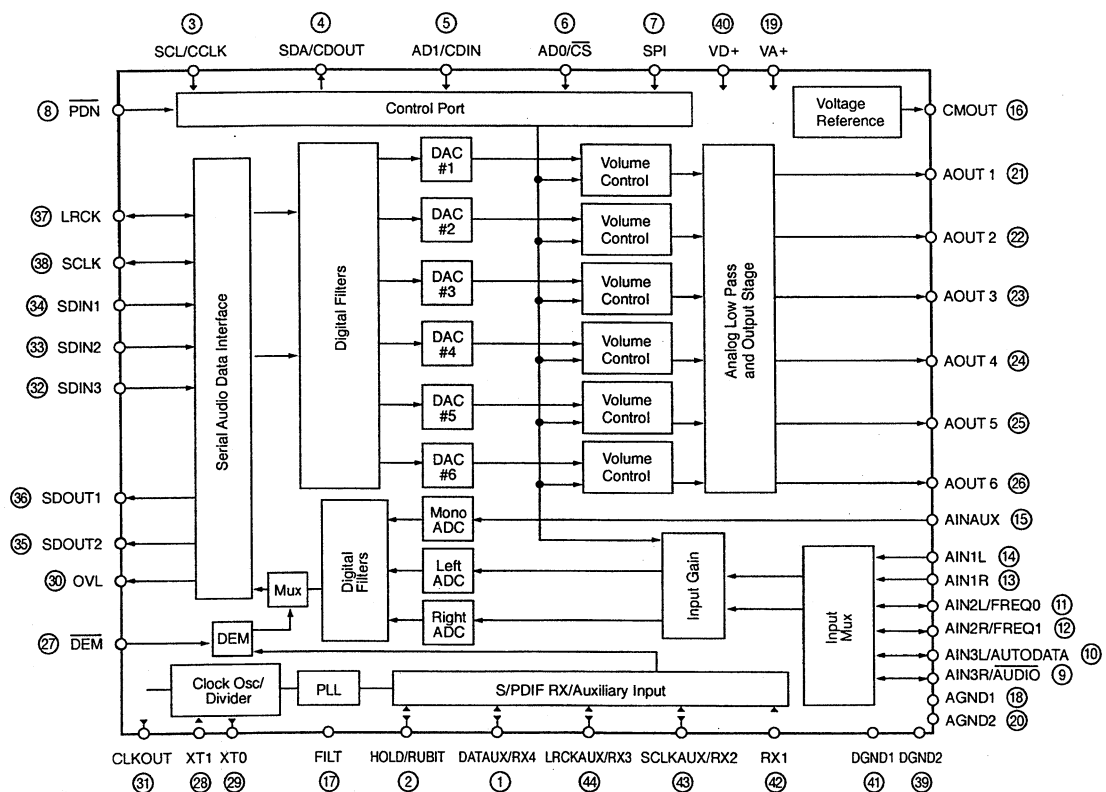 ③ ④ ⑤ ⑥ ⑦ ㊵ ⑲
SCL/CCLK SDA/CDOUT AD1/CDIN AD0/CS SPI VD+ VA+
⑧ PDN
Control Port
Voltage
Reference
CMOUT ⑯
Serial Audio Data Interface
Digital Filters
DAC
#1
DAC
#2
DAC
#3
DAC
#4
DAC
#5
DAC
#6
Volume
Control
Volume
Control
Volume
Control
Volume
Control
Volume
Control
Volume
Control
Analog Low Pass
and Output Stage
AOUT 1 ㉑
AOUT 2 ㉒
AOUT 3 ㉓
AOUT 4 ㉔
AOUT 5 ㉕
AOUT 6 ㉖
㊲ LRCK
㊳ SCLK
㉞ SDIN1
㉝ SDIN2
㉜ SDIN3
㊱ SDOUT1
㉟ SDOUT2
㉚ OVL
㉗ DEM
Mux
DEM
Digital
Filters
Mono
ADC
Left
ADC
Right
ADC
Input Gain
Input
Mux
AINAUX ⑮
AIN1L ⑭
AIN1R ⑬
AIN2L/FREQ0 ⑪
AIN2R/FREQ1 ⑫
AIN3L/AUTODATA ⑩
AIN3R/AUDIO ⑨
AGND1 ⑱
AGND2 ⑳
Clock Osc/
Divider
PLL
S/PDIF RX/Auxiliary Input
CLKOUT XT1 XT0 FILT HOLD/RUBIT DATAUX/RX4 LRCKAUX/RX3 SCLKAUX/RX2 RX1 DGND1 DGND2
㉛ ㉘ ㉙ ⑰ ② ① ㊹ ㊸ ㊷ ㊶ ㊴